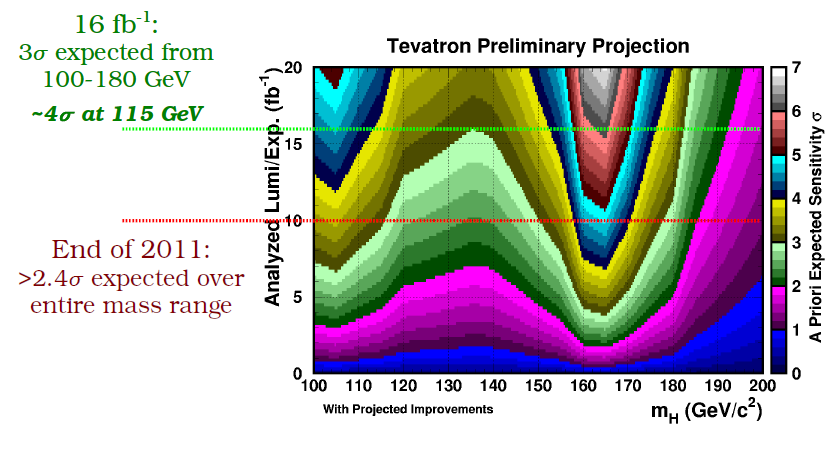 16 fb⁻¹:
3σ expected from
100-180 GeV
~4σ at 115 GeV
End of 2011:
>2.4σ expected over
entire mass range
Tevatron Preliminary Projection
Analyzed Lumi/Exp. (fb⁻¹)
20
15
10
5
0
100 110 120 130 140 150 160 170 180 190 200
With Projected Improvements
m_H (GeV/c²)
7
6
5
4
3
2
1
0
A Priori Expected Sensitivity σ